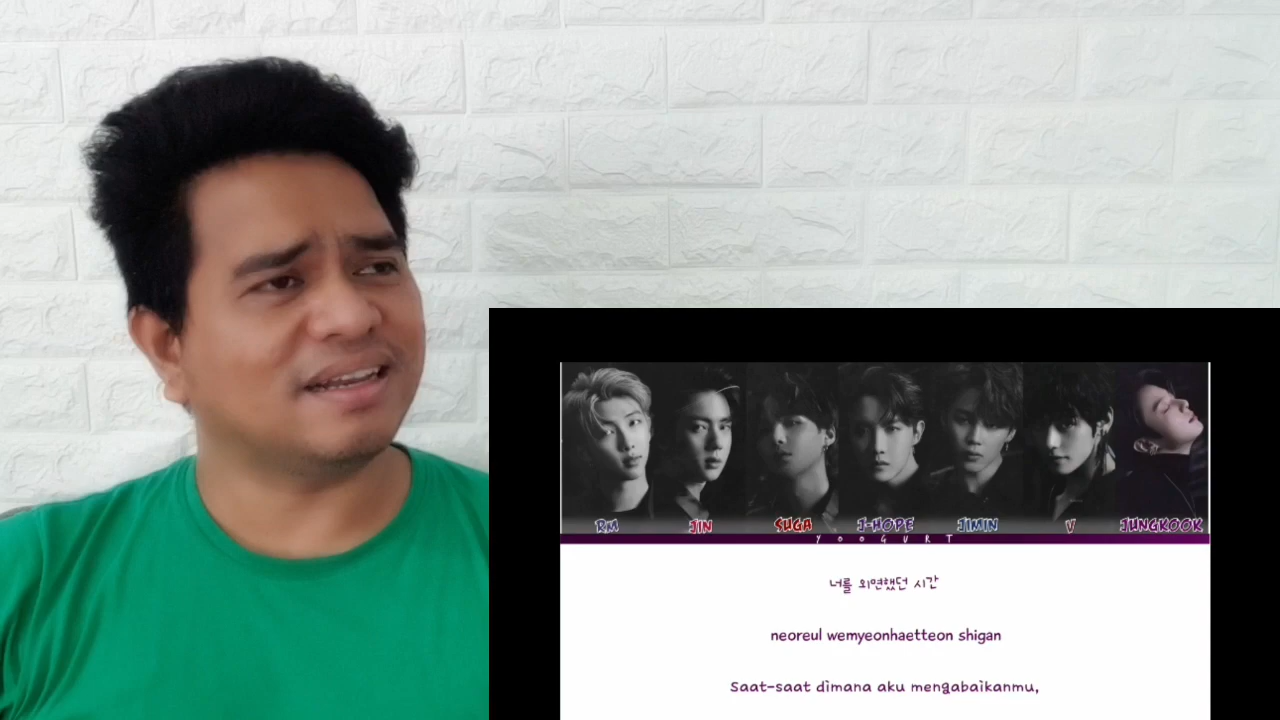 RM JIN SUGA J-HOPE JIMIN V JUNGKOOK
YOOGURT
너를 외면했던 시간
neoreul wemyeonhaetteon shigan
Saat-saat dimana aku mengabaikanmu,